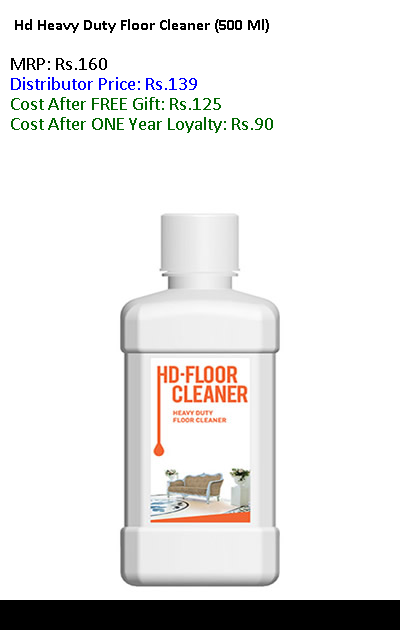 Hd Heavy Duty Floor Cleaner (500 Ml)
MRP: Rs.160
Distributor Price: Rs.139
Cost After FREE Gift: Rs.125
Cost After ONE Year Loyalty: Rs.90
HD-FLOOR
CLEANER
HEAVY DUTY
FLOOR CLEANER